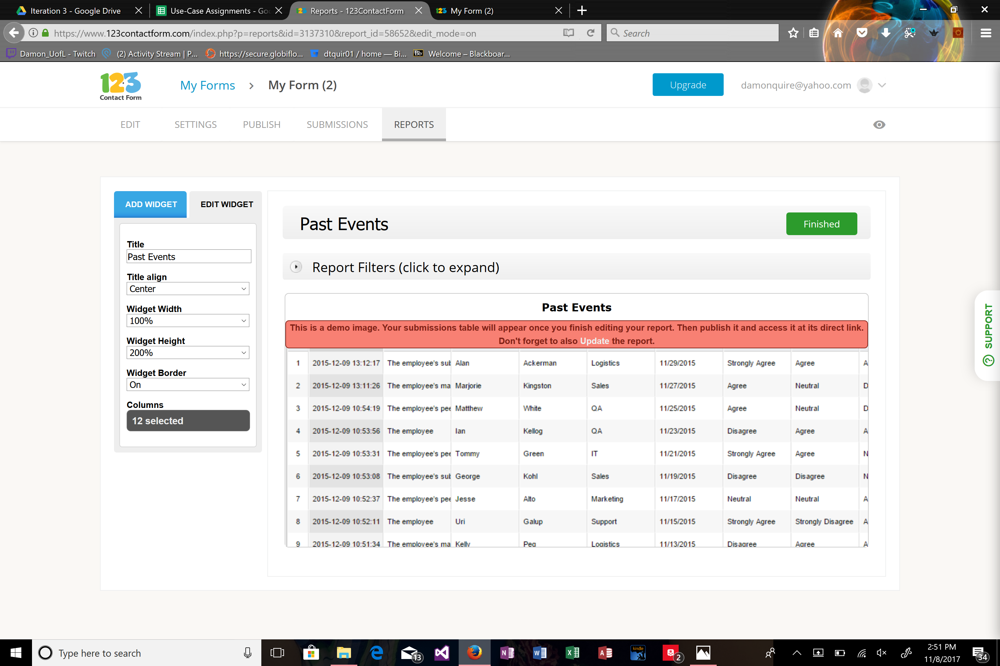 Iteration 3 - Google Drive
Use-Case Assignments - Go
Reports - 123ContactForm
My Form (2)
https://www.123contactform.com/index.php?p=reports&id=3137310&report_id=58652&edit_mode=on
Search
Damon_UofL - Twitch
(2) Activity Stream | P...
https://secure.globiflo...
dtquir01 / home — Bi...
Bb Welcome – Blackboar...
123
Contact Form
My Forms > My Form (2)
Upgrade
damonquire@yahoo.com
EDIT SETTINGS PUBLISH SUBMISSIONS REPORTS
ADD WIDGET
EDIT WIDGET
Title
Past Events
Title align
Center
Widget Width
100%
Widget Height
200%
Widget Border
On
Columns
12 selected
Past Events
Finished
Report Filters (click to expand)
Past Events
This is a demo image. Your submissions table will appear once you finish editing your report. Then publish it and access it at its direct link.
Don't forget to also Update the report.
1 2015-12-09 13:12:17 The employee's sub Alan Ackerman Logistics 11/29/2015 Strongly Agree Agree A
2 2015-12-09 13:11:26 The employee's ma Marjorie Kingston Sales 11/27/2015 Agree Neutral D
3 2015-12-09 10:54:19 The employee's pee Matthew White QA 11/25/2015 Agree Neutral D
4 2015-12-09 10:53:56 The employee Ian Kellog QA 11/23/2015 Disagree Agree A
5 2015-12-09 10:53:31 The employee's pee Tommy Green IT 11/21/2015 Strongly Agree Agree N
6 2015-12-09 10:53:08 The employee's sub George Kohl Sales 11/19/2015 Disagree Disagree N
7 2015-12-09 10:52:37 The employee's pee Jesse Alto Marketing 11/17/2015 Neutral Neutral A
8 2015-12-09 10:52:11 The employee Uri Galup Support 11/15/2015 Strongly Agree Strongly Disagree A
9 2015-12-09 10:51:34 The employee's ma Kelly Peg Logistics 11/13/2015 Disagree Agree A
SUPPORT
Type here to search
13
kindle
2
2:51 PM
11/8/2017
34